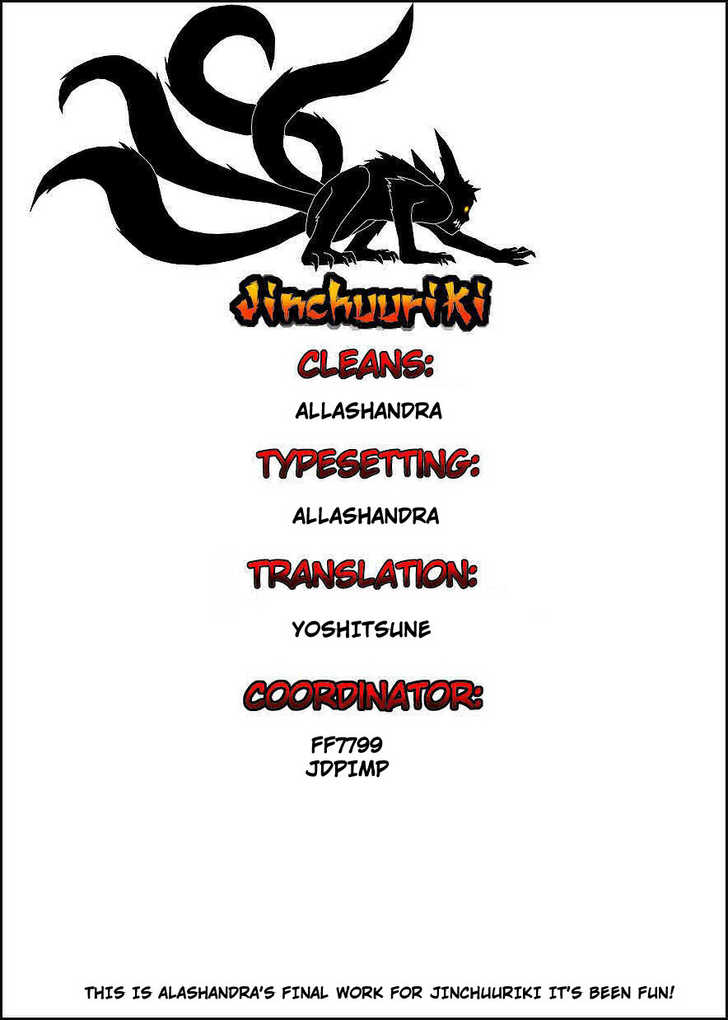 Jinchuuriki
CLEANS:
ALLASHANDRA
TYPESETTING:
ALLASHANDRA
TRANSLATION:
YOSHITSUNE
COORDINATOR:
FF7799
JDPIMP
THIS IS ALASHANDRA'S FINAL WORK FOR JINCHUURIKI IT'S BEEN FUN!